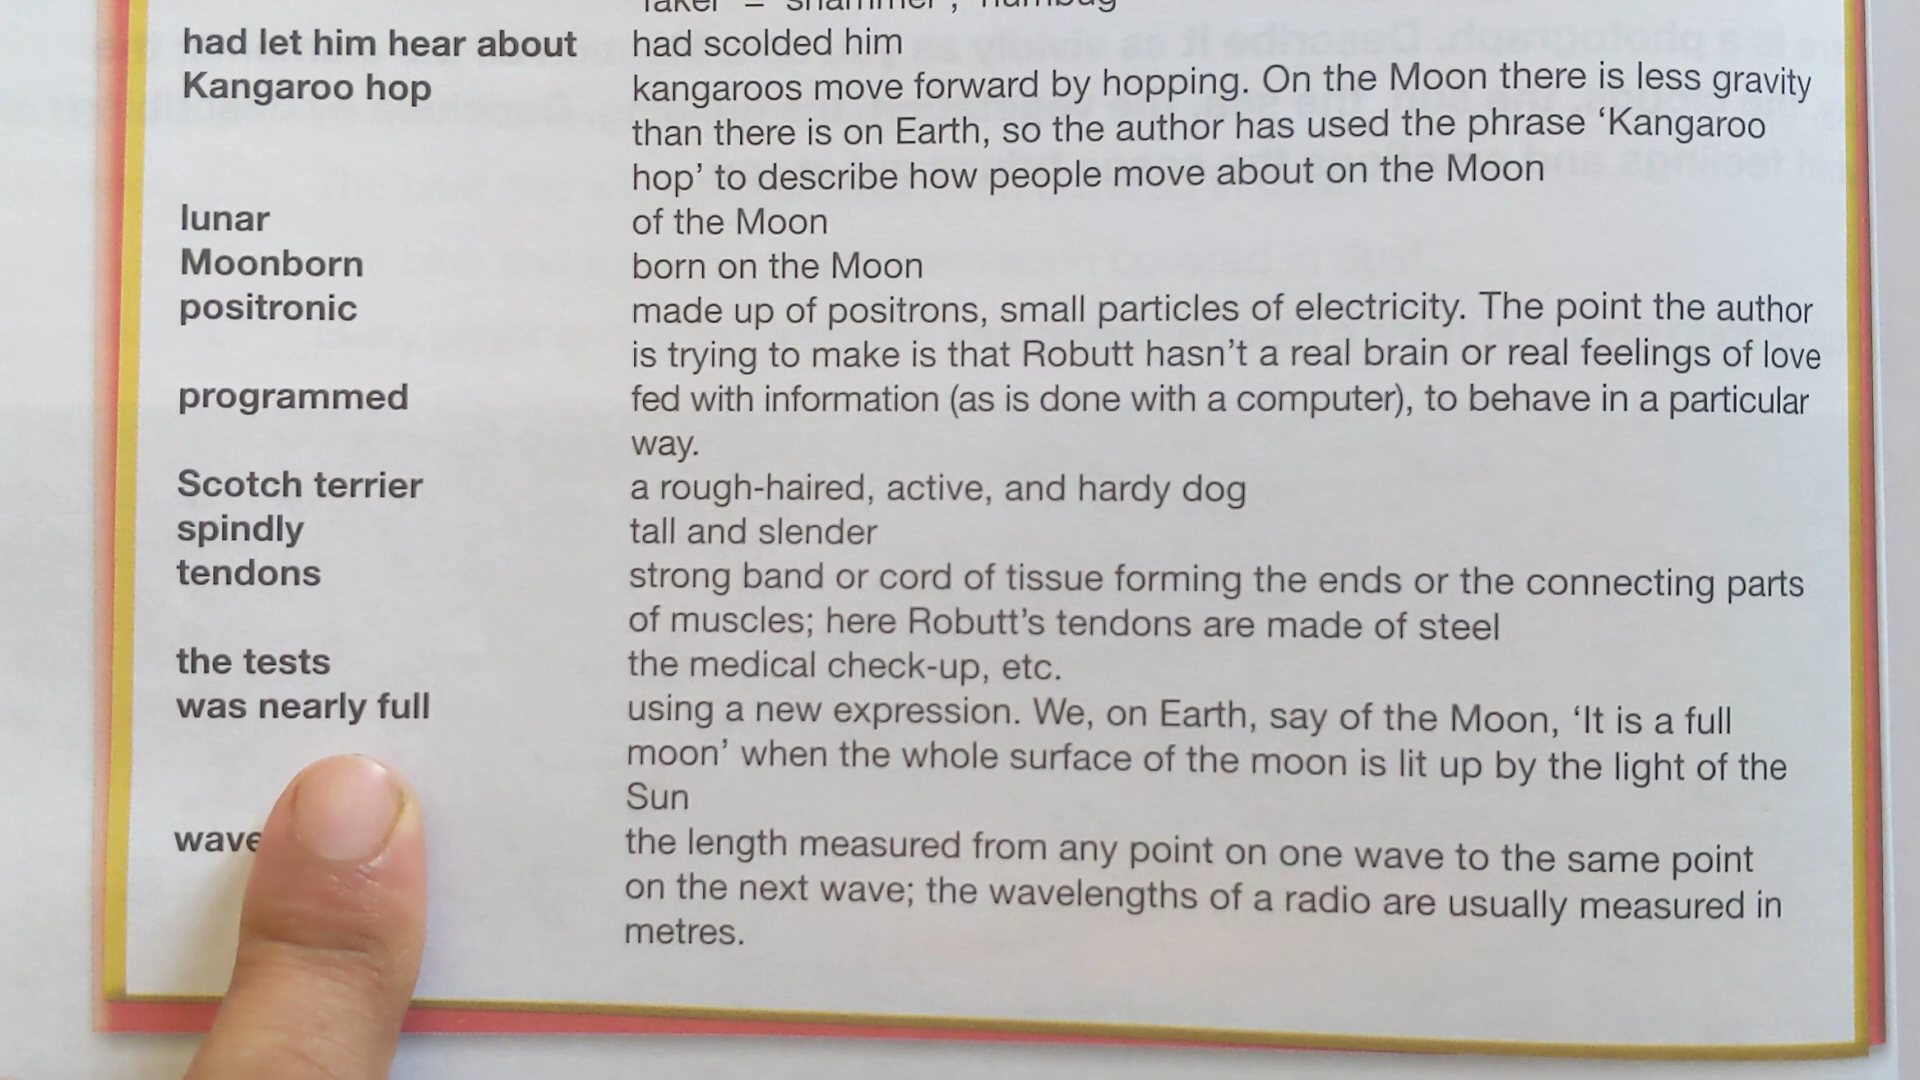 faker = 'shammer', 'humbug'
had let him hear about had scolded him
Kangaroo hop kangaroos move forward by hopping. On the Moon there is less gravity
than there is on Earth, so the author has used the phrase ‘Kangaroo
hop’ to describe how people move about on the Moon
lunar of the Moon
Moonborn born on the Moon
positronic made up of positrons, small particles of electricity. The point the author
is trying to make is that Robutt hasn’t a real brain or real feelings of love
programmed fed with information (as is done with a computer), to behave in a particular
way.
Scotch terrier a rough-haired, active, and hardy dog
spindly tall and slender
tendons strong band or cord of tissue forming the ends or the connecting parts
of muscles; here Robutt’s tendons are made of steel
the tests the medical check-up, etc.
was nearly full using a new expression. We, on Earth, say of the Moon, ‘It is a full
moon’ when the whole surface of the moon is lit up by the light of the
Sun
wave the length measured from any point on one wave to the same point
on the next wave; the wavelengths of a radio are usually measured in
metres.